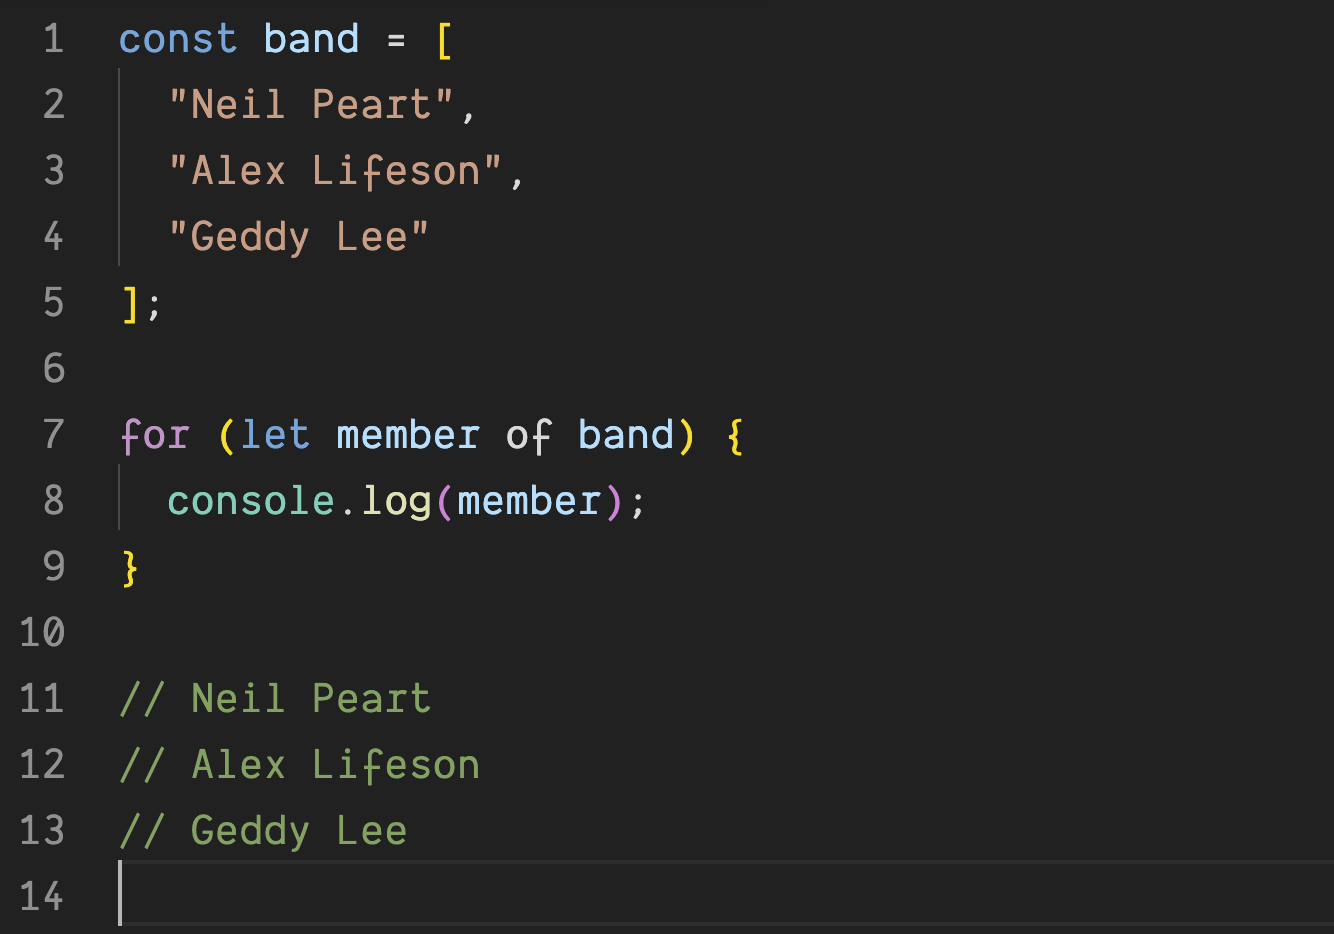 1 const band = [
2   "Neil Peart",
3   "Alex Lifeson",
4   "Geddy Lee"
5 ];
6
7 for (let member of band) {
8   console.log(member);
9 }
10
11 // Neil Peart
12 // Alex Lifeson
13 // Geddy Lee
14